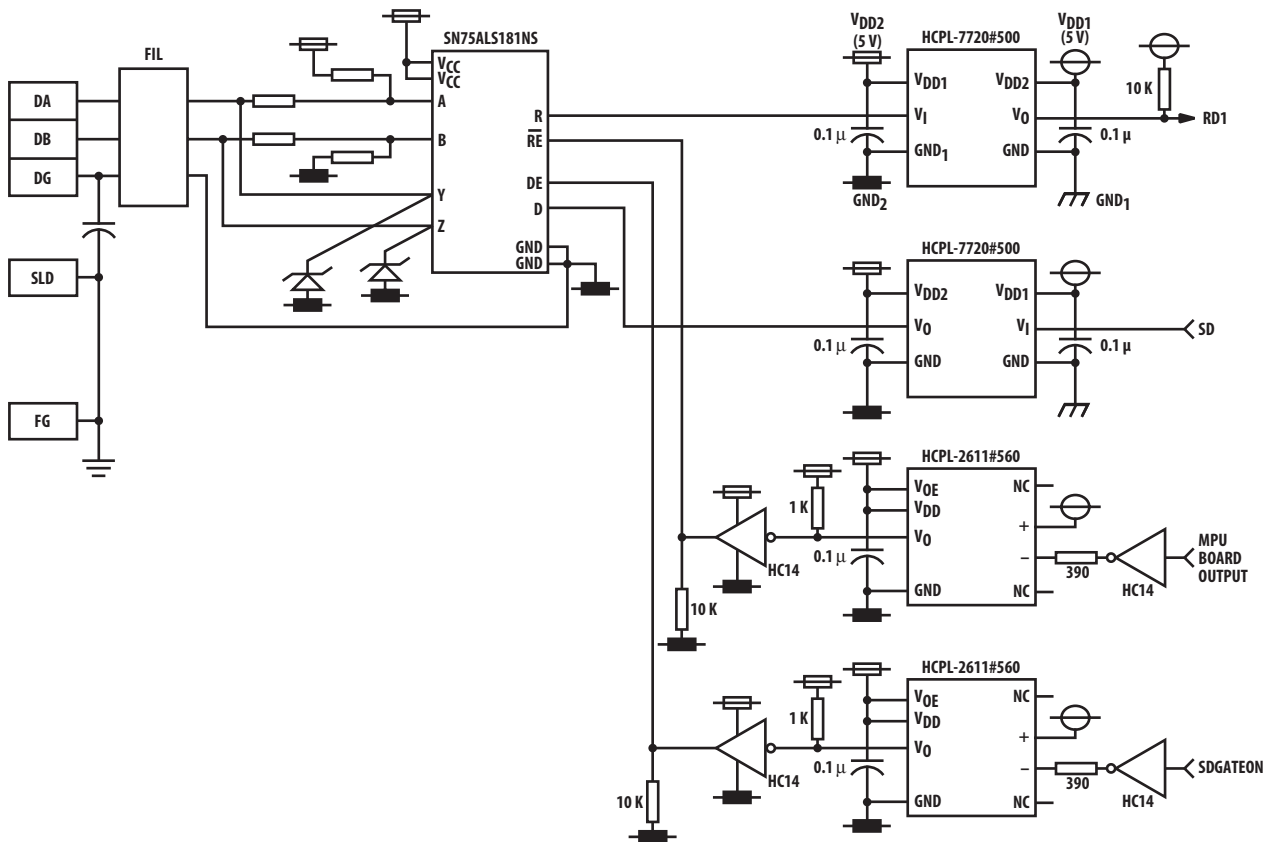 SN75ALS181NS
FIL
VCC
VCC
DA
DB
DG
SLD
FG
A
B
Y
Z
R
RE
DE
D
GND
GND
VDD2
(5 V)
HCPL-7720#500
VDD1
(5 V)
VDD1
VDD2
VI
VO
GND1
GND
0.1 μ
0.1 μ
10 K
RD1
GND2
GND1
HCPL-7720#500
VDD2
VDD1
VO
VI
GND
GND
0.1 μ
0.1 μ
SD
HCPL-2611#560
VOE
NC
VDD
+
VO
–
GND
NC
1 K
0.1 μ
HC14
10 K
390
HC14
MPU
BOARD
OUTPUT
HCPL-2611#560
VOE
NC
VDD
+
VO
–
GND
NC
1 K
0.1 μ
HC14
10 K
390
HC14
SDGATEON